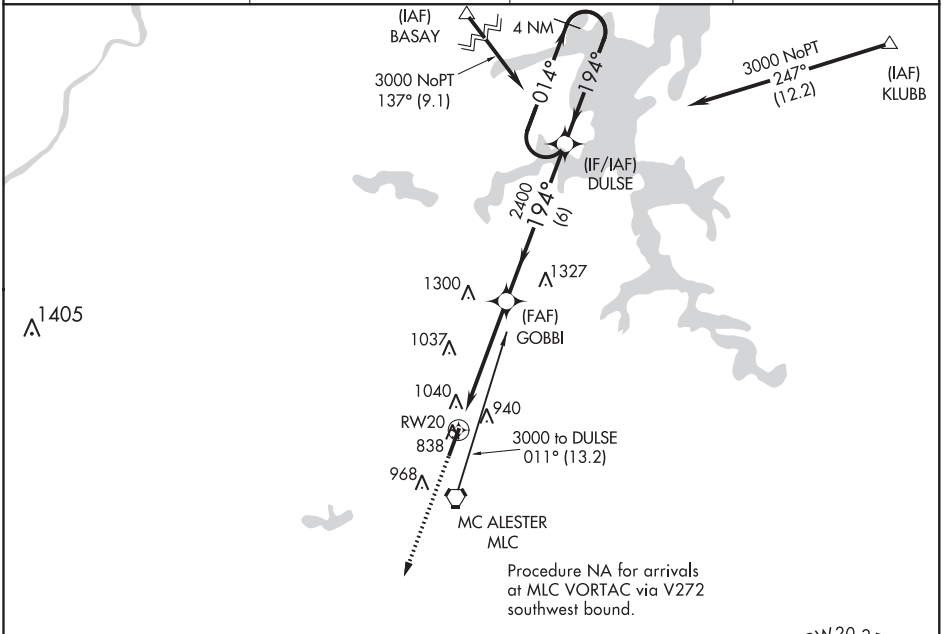 (IAF)
BASAY
4 NM
3000 NoPT
137° (9.1)
014°
194°
3000 NoPT
247°
(12.2)
(IAF)
KLUBB
(IF/IAF)
DULSE
2400
194°
(6)
1300
1327
(FAF)
GOBBI
1405
1037
1040
940
RW20
838
3000 to DULSE
011° (13.2)
968
MC ALESTER
MLC
Procedure NA for arrivals
at MLC VORTAC via V272
southwest bound.